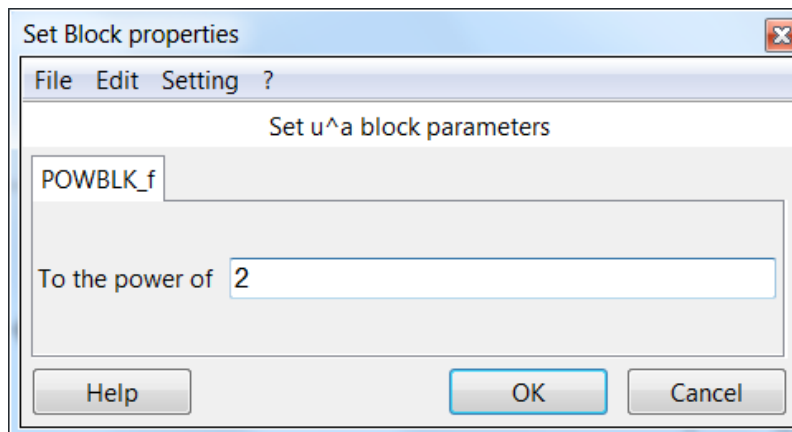 Set Block properties
File Edit Setting ?
Set u^a block parameters
POWBLK_f
To the power of 2
Help OK Cancel